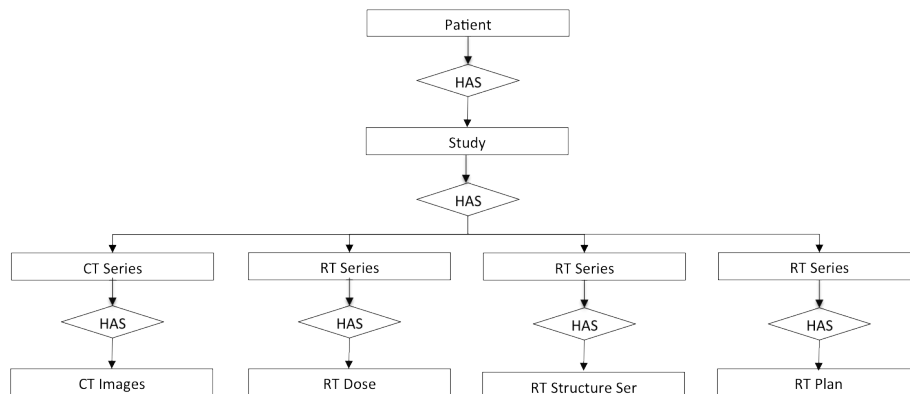 Patient
HAS
Study
HAS
CT Series
RT Series
RT Series
RT Series
HAS
HAS
HAS
HAS
CT Images
RT Dose
RT Structure Ser
RT Plan